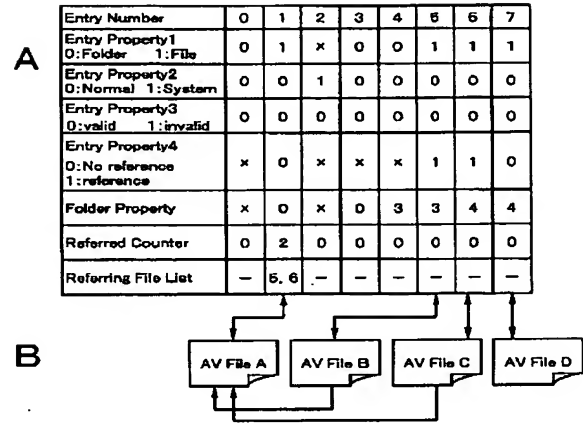 A
Entry Number 0 1 2 3 4 5 6 7
Entry Property1
0:Folder 1:File 0 1 × 0 0 1 1 1
Entry Property2
0:Normal 1:System 0 0 1 0 0 0 0 0
Entry Property3
0:valid 1:invalid 0 0 0 0 0 0 0 0
Entry Property4
0:No reference
1:reference × 0 × × × 1 1 0
Folder Property × 0 × 0 3 3 4 4
Referred Counter 0 2 0 0 0 0 0 0
Referring File List – 5, 6 – – – – – –
B
AV File A AV File B AV File C AV File D